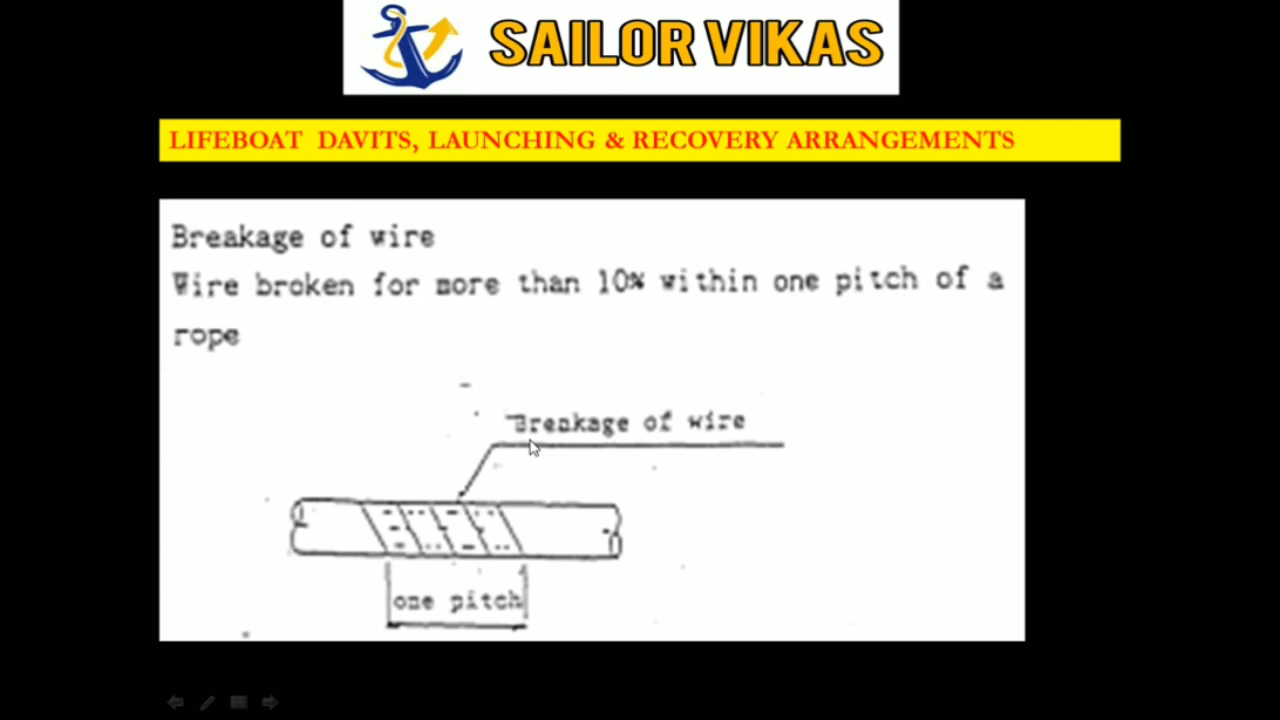 SAILOR VIKAS
LIFEBOAT DAVITS, LAUNCHING & RECOVERY ARRANGEMENTS
Breakage of wire
Wire broken for more than 10% within one pitch of a
rope
Breakage of wire
one pitch